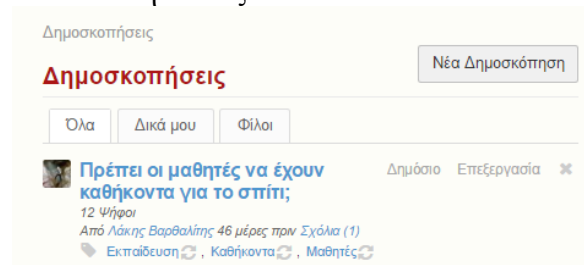 Δημοσκοπήσεις
Δημοσκοπήσεις
Νέα Δημοσκόπηση
Όλα Δικά μου Φίλοι
Πρέπει οι μαθητές να έχουν Δημόσιο Επεξεργασία
καθήκοντα για το σπίτι;
12 Ψήφοι
Από Λάκης Βαρθαλίτης 46 μέρες πριν Σχόλια (1)
Εκπαίδευση , Καθήκοντα , Μαθητές